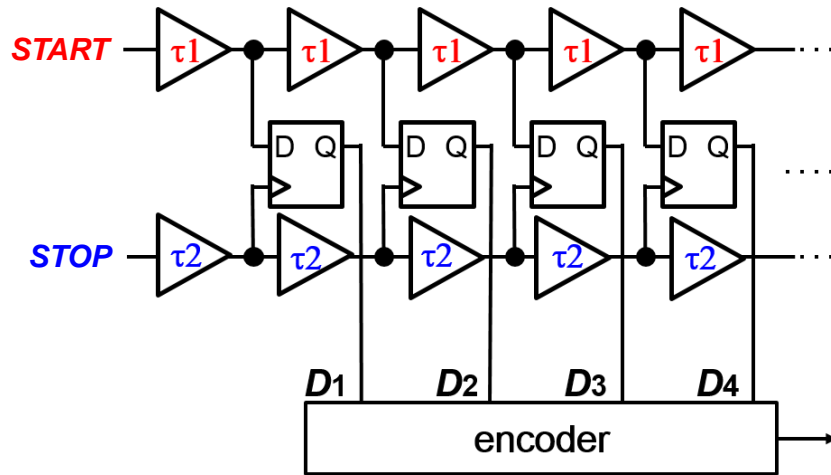 START τ1 τ1 τ1 τ1 τ1
D Q D Q D Q D Q
STOP τ2 τ2 τ2 τ2 τ2
D1 D2 D3 D4
encoder